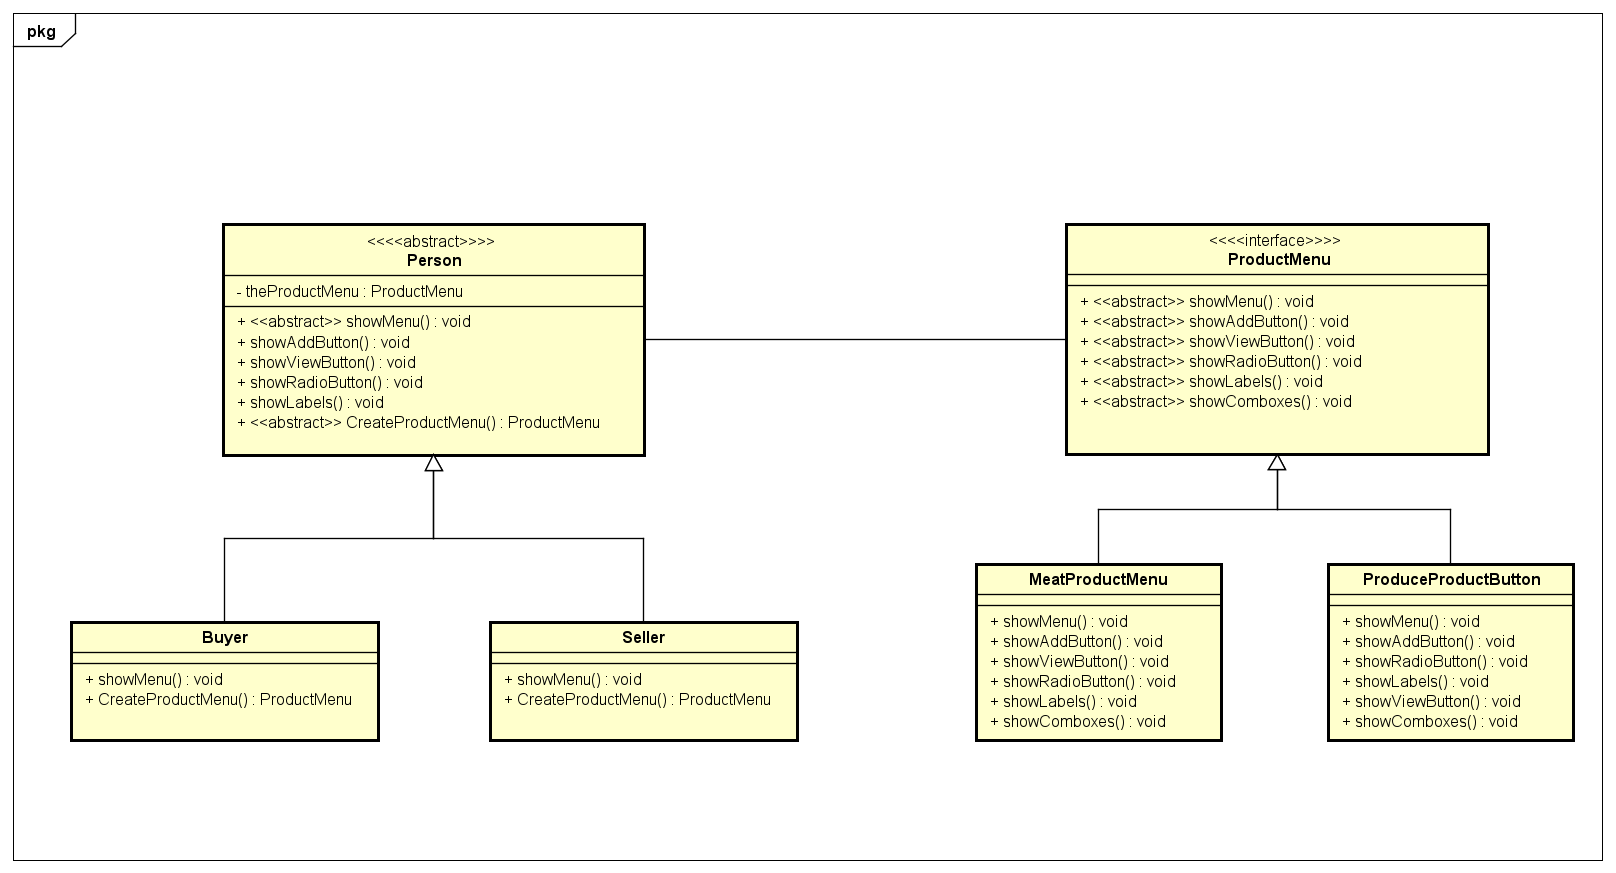 pkg
<<<<abstract>>>>
Person
- theProductMenu : ProductMenu
+ <<abstract>> showMenu() : void
+ showAddButton() : void
+ showViewButton() : void
+ showRadioButton() : void
+ showLabels() : void
+ <<abstract>> CreateProductMenu() : ProductMenu
<<<<interface>>>>
ProductMenu
+ <<abstract>> showMenu() : void
+ <<abstract>> showAddButton() : void
+ <<abstract>> showViewButton() : void
+ <<abstract>> showRadioButton() : void
+ <<abstract>> showLabels() : void
+ <<abstract>> showComboxes() : void
Buyer
+ showMenu() : void
+ CreateProductMenu() : ProductMenu
Seller
+ showMenu() : void
+ CreateProductMenu() : ProductMenu
MeatProductMenu
+ showMenu() : void
+ showAddButton() : void
+ showViewButton() : void
+ showRadioButton() : void
+ showLabels() : void
+ showComboxes() : void
ProduceProductButton
+ showMenu() : void
+ showAddButton() : void
+ showRadioButton() : void
+ showLabels() : void
+ showViewButton() : void
+ showComboxes() : void